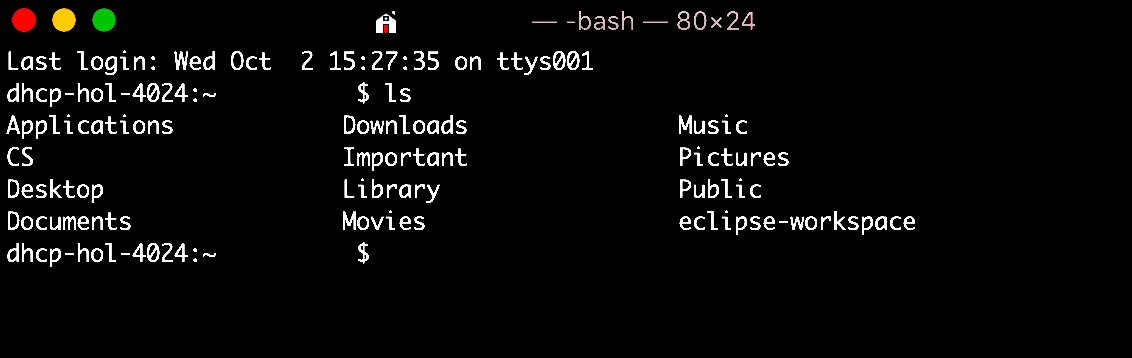 — -bash — 80×24
Last login: Wed Oct  2 15:27:35 on ttys001
dhcp-hol-4024:~          $ ls
Applications            Downloads               Music
CS                      Important               Pictures
Desktop                 Library                 Public
Documents               Movies                  eclipse-workspace
dhcp-hol-4024:~          $